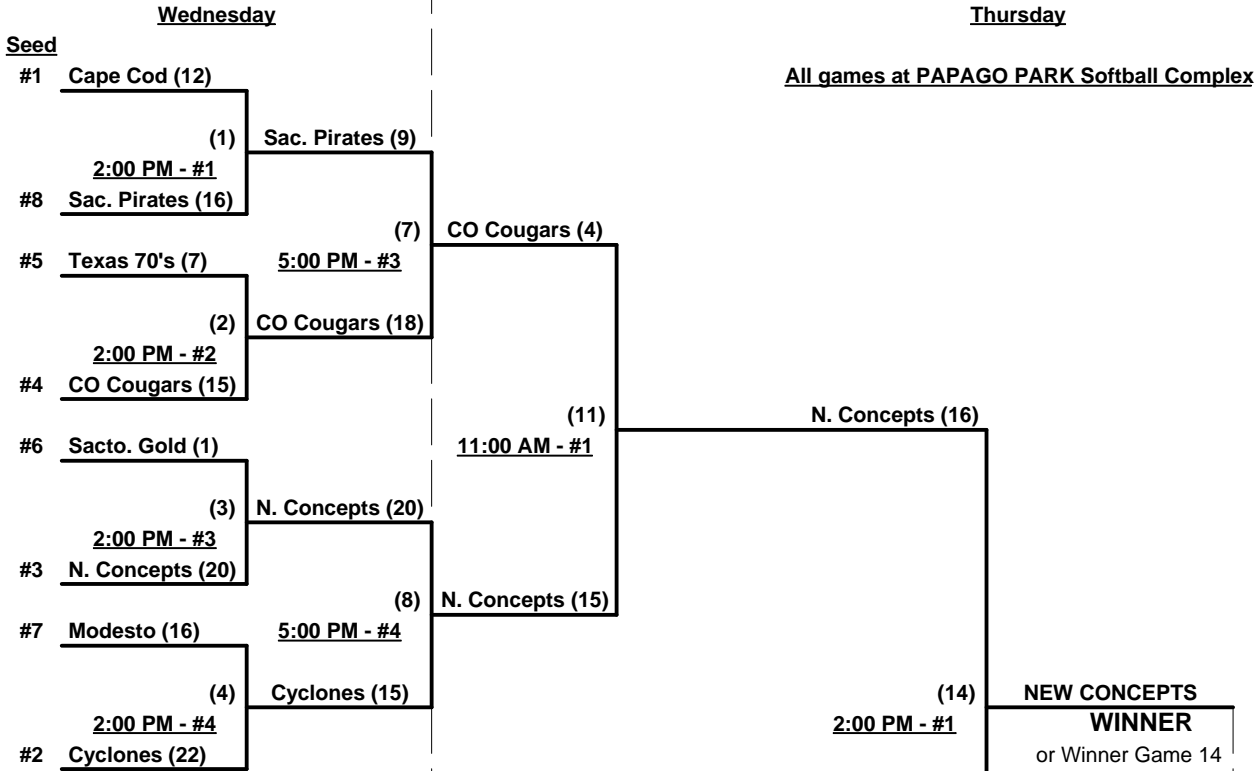 Wednesday
Thursday
Seed
#1 Cape Cod (12)
All games at PAPAGO PARK Softball Complex
(1) Sac. Pirates (9)
2:00 PM - #1
#8 Sac. Pirates (16)
(7) CO Cougars (4)
#5 Texas 70's (7) 5:00 PM - #3
(2) CO Cougars (18)
2:00 PM - #2
#4 CO Cougars (15)
(11) N. Concepts (16)
#6 Sacto. Gold (1) 11:00 AM - #1
(3) N. Concepts (20)
2:00 PM - #3
#3 N. Concepts (20)
(8) N. Concepts (15)
#7 Modesto (16) 5:00 PM - #4
(4) Cyclones (15) (14) NEW CONCEPTS
2:00 PM - #4 2:00 PM - #1 WINNER
#2 Cyclones (22) or Winner Game 14